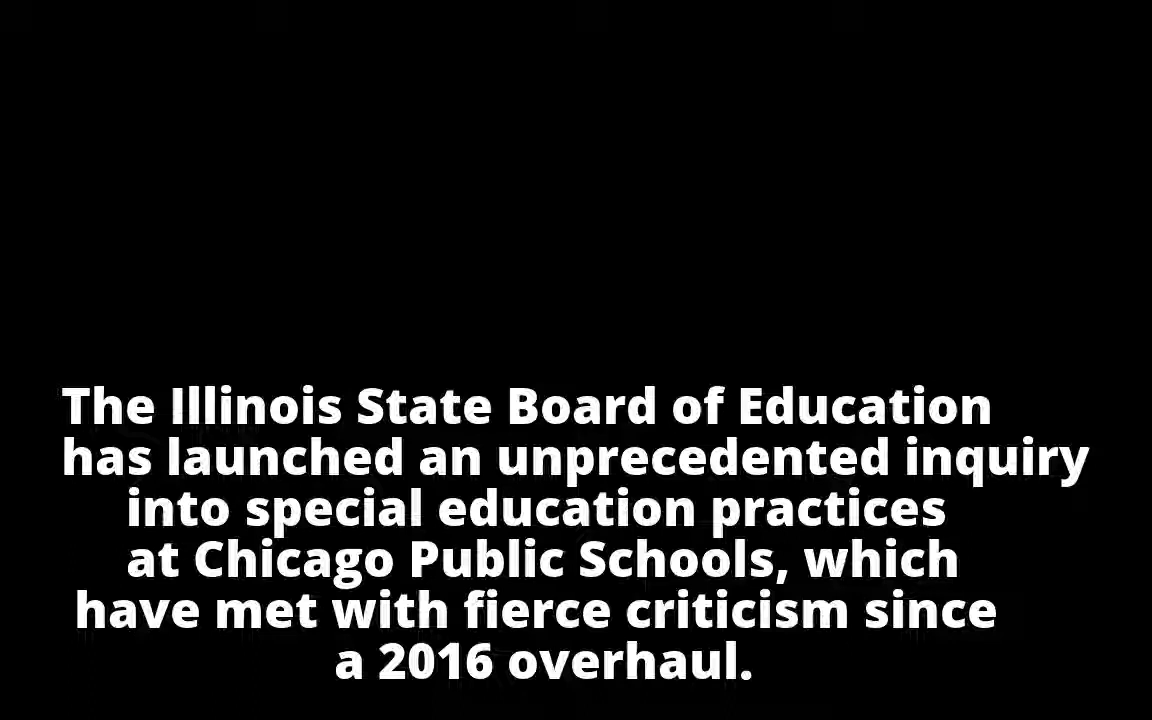 The Illinois State Board of Education
has launched an unprecedented inquiry
into special education practices
at Chicago Public Schools, which
have met with fierce criticism since
a 2016 overhaul.